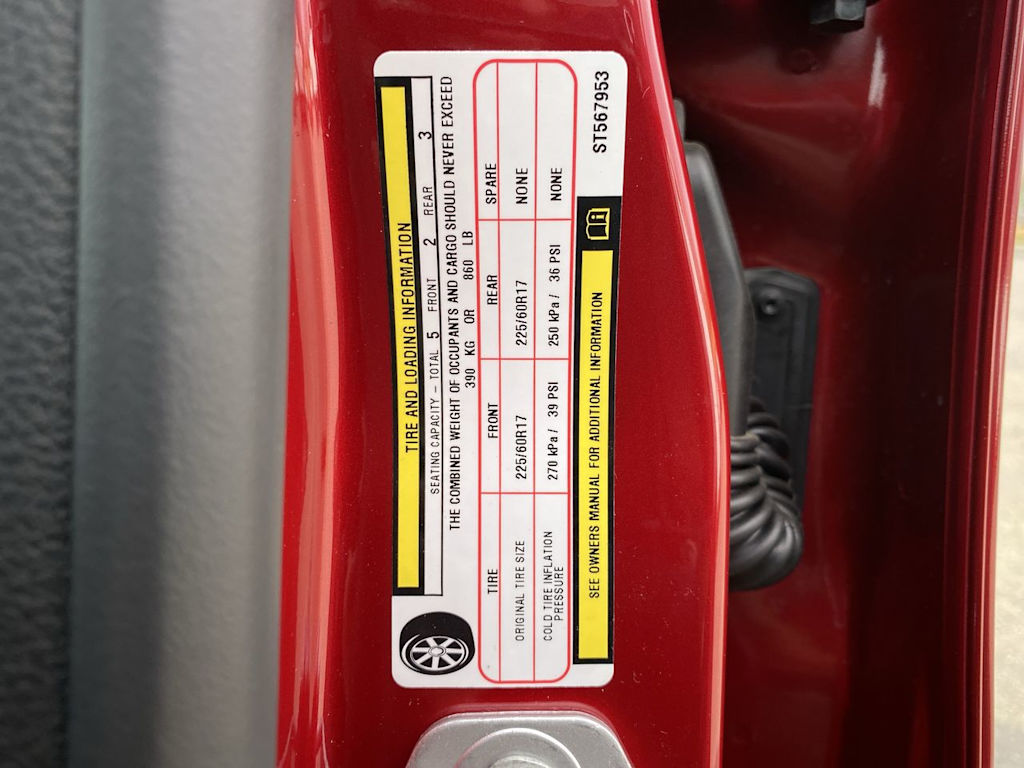 TIRE AND LOADING INFORMATION
SEATING CAPACITY – TOTAL 5 FRONT 2 REAR 3
THE COMBINED WEIGHT OF OCCUPANTS AND CARGO SHOULD NEVER EXCEED
390 KG OR 860 LB
TIRE FRONT REAR SPARE
ORIGINAL TIRE SIZE 225/60R17 225/60R17 NONE
COLD TIRE INFLATION
PRESSURE 270 kPa / 39 PSI 250 kPa / 36 PSI NONE
SEE OWNERS MANUAL FOR ADDITIONAL INFORMATION
ST567953